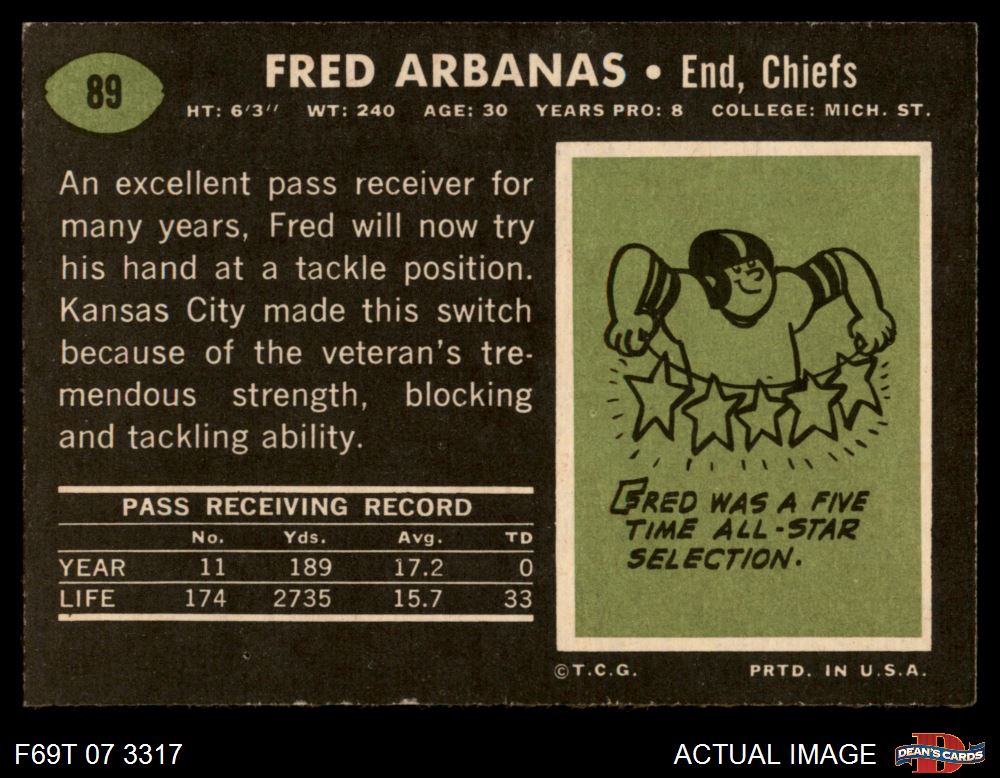 89
FRED ARBANAS • End, Chiefs
HT: 6'3" WT: 240 AGE: 30 YEARS PRO: 8 COLLEGE: MICH. ST.
An excellent pass receiver for
many years, Fred will now try
his hand at a tackle position.
Kansas City made this switch
because of the veteran's tre-
mendous strength, blocking
and tackling ability.
PASS RECEIVING RECORD
No. Yds. Avg. TD
YEAR 11 189 17.2 0
LIFE 174 2735 15.7 33
FRED WAS A FIVE
TIME ALL-STAR
SELECTION.
©T.C.G. PRTD. IN U.S.A.
F69T 07 3317 ACTUAL IMAGE
DEAN'S CARDS